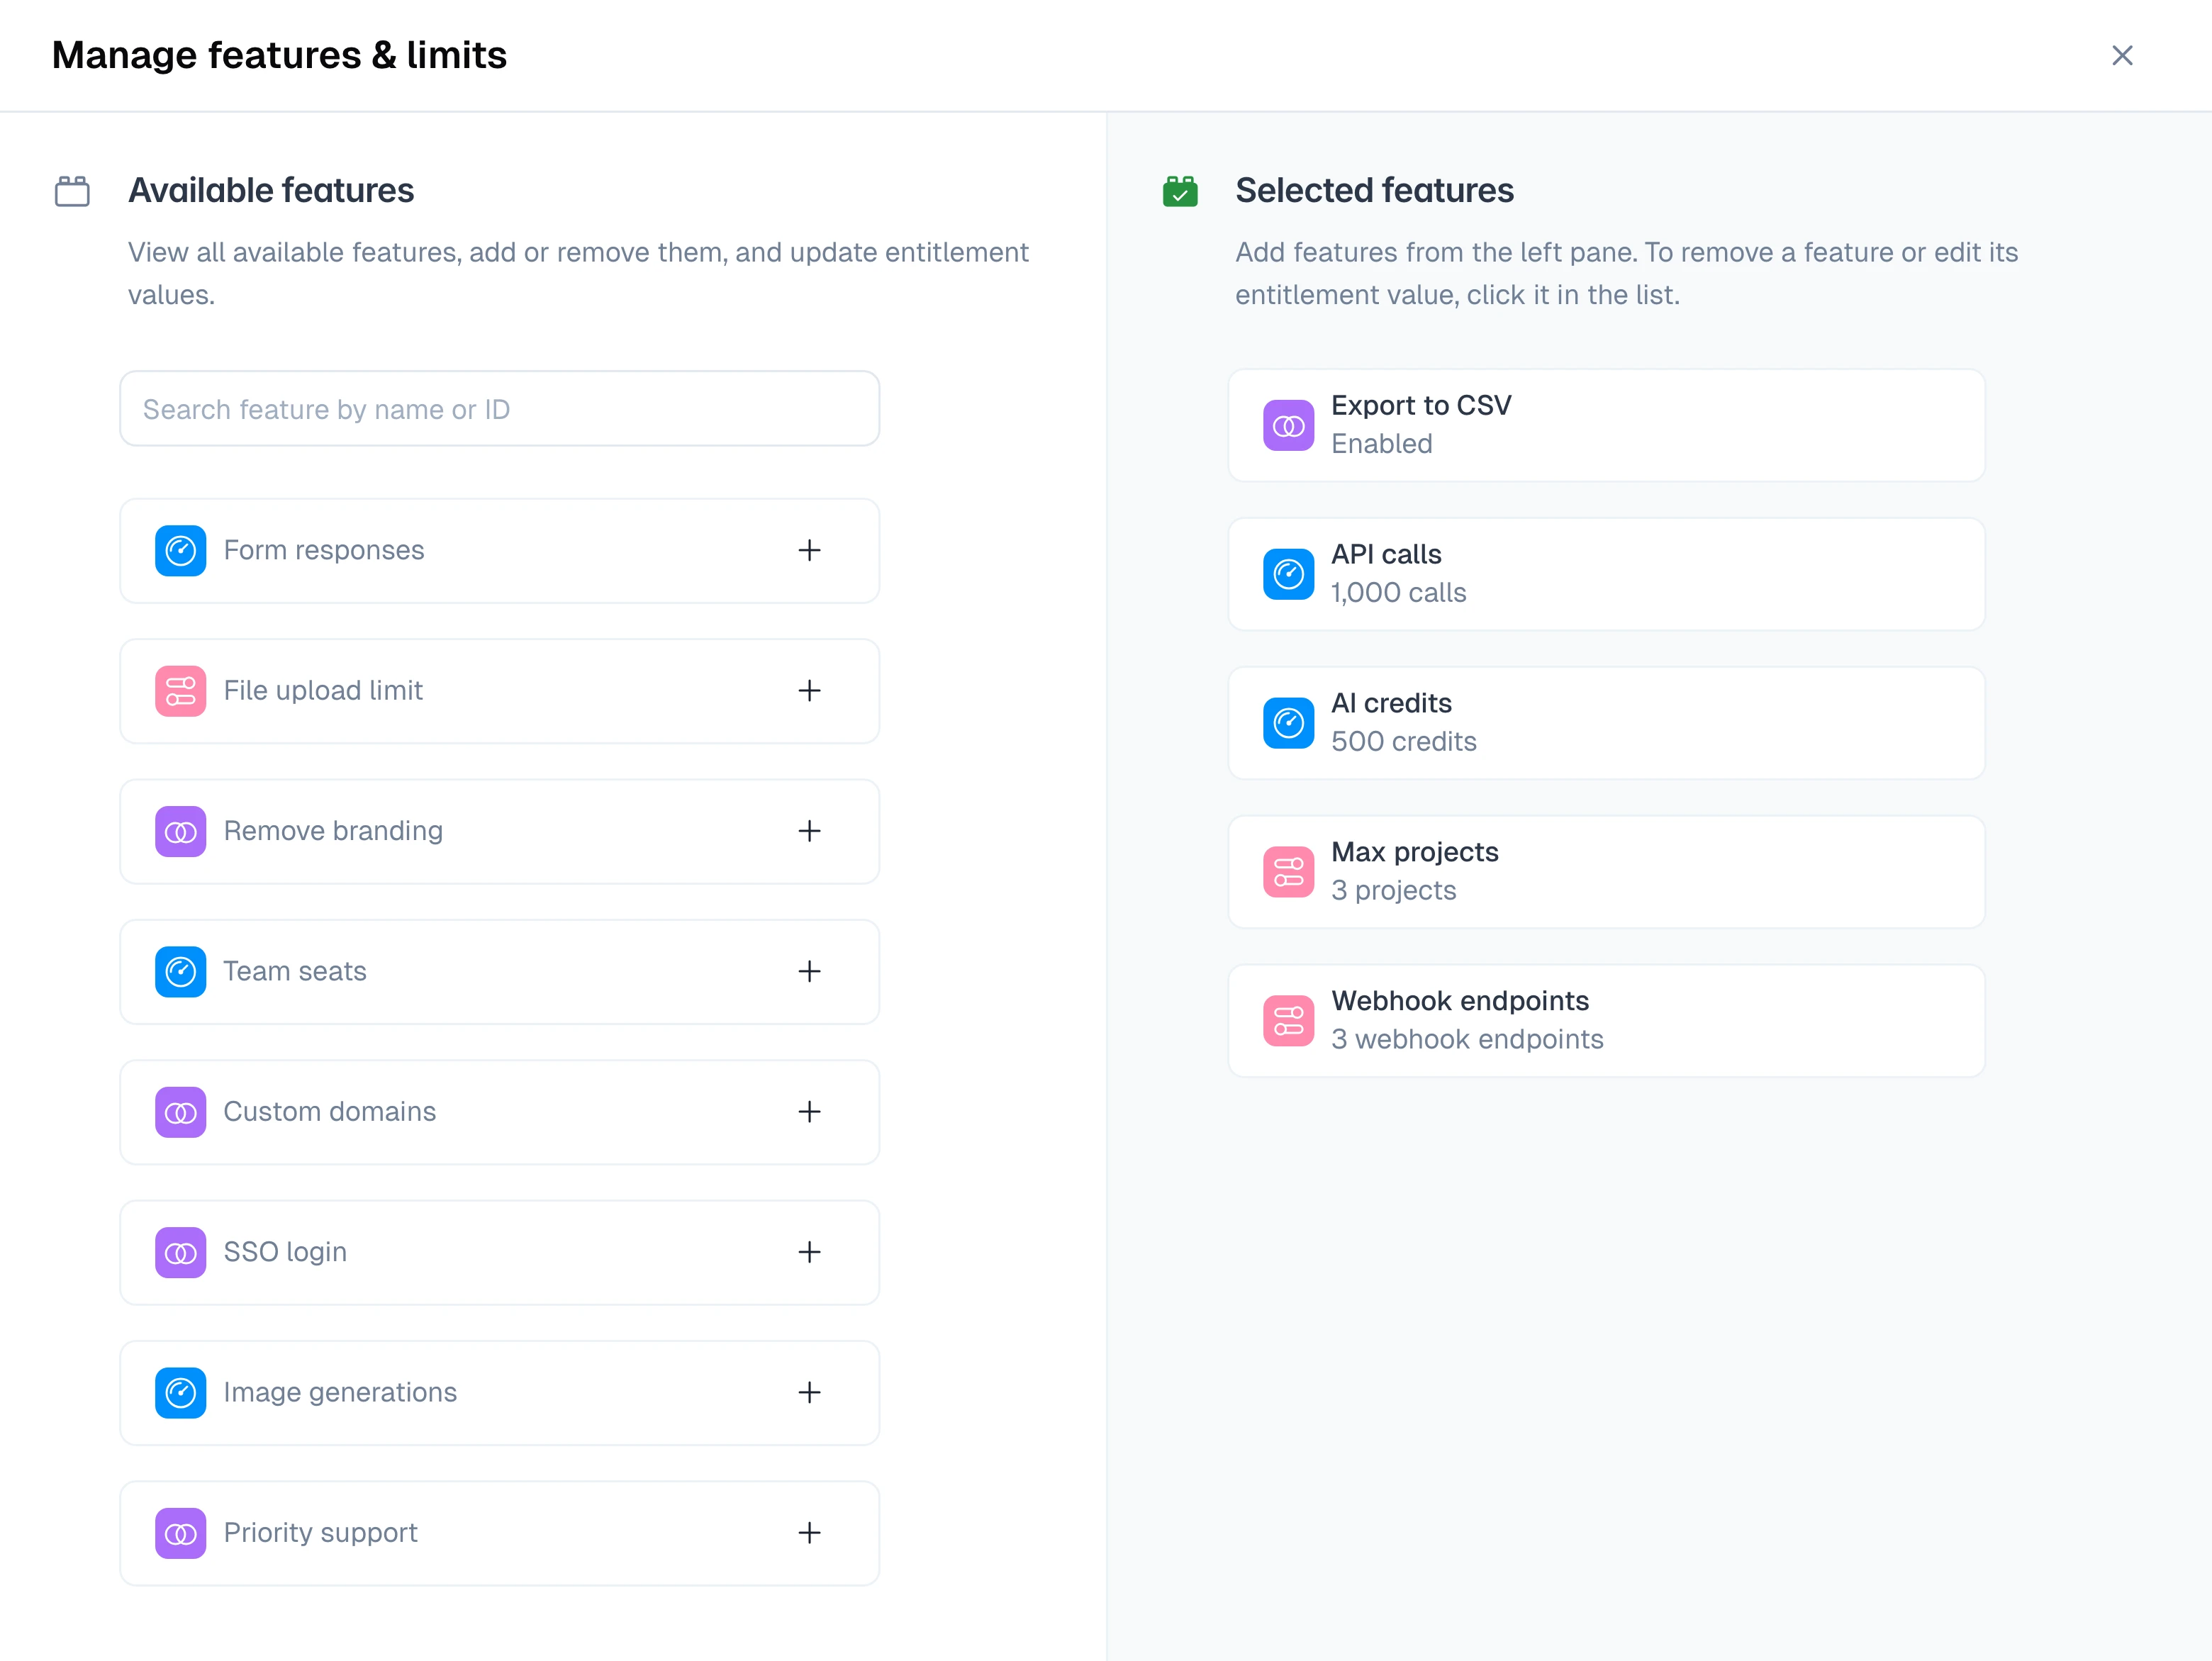 Manage features & limits
Available features
View all available features, add or remove them, and update entitlement
values.
Search feature by name or ID
Form responses
File upload limit
Remove branding
Team seats
Custom domains
SSO login
Image generations
Priority support
Selected features
Add features from the left pane. To remove a feature or edit its
entitlement value, click it in the list.
Export to CSV
Enabled
API calls
1,000 calls
AI credits
500 credits
Max projects
3 projects
Webhook endpoints
3 webhook endpoints